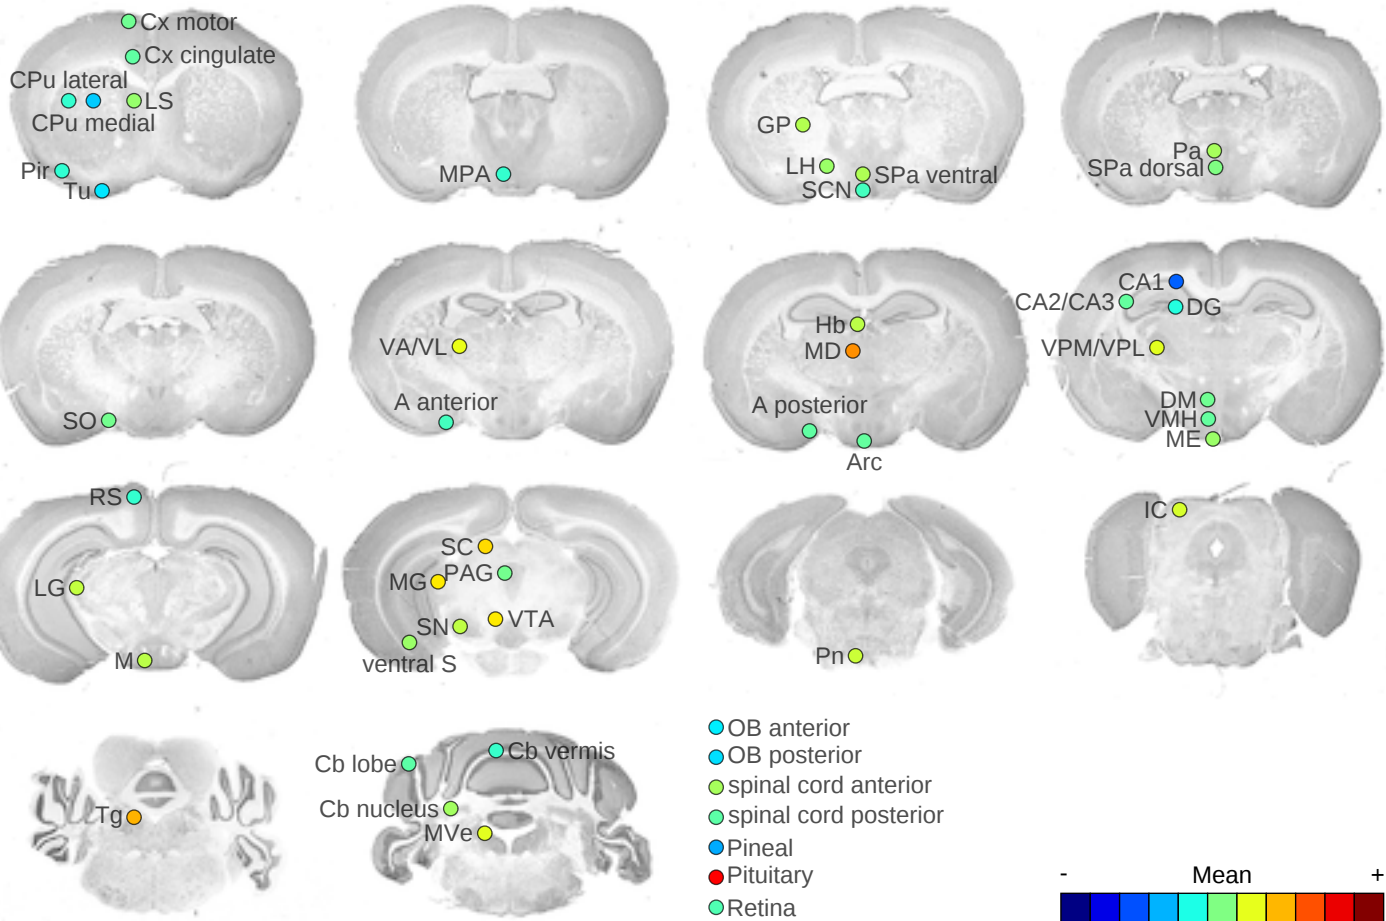 Cx motor
Cx cingulate
CPu lateral
LS
CPu medial
Pir
Tu
MPA
GP
LH
SPa ventral
SCN
Pa
SPa dorsal
SO
VA/VL
A anterior
Hb
MD
A posterior
Arc
CA1
CA2/CA3
DG
VPM/VPL
DM
VMH
ME
RS
LG
M
SC
PAG
MG
VTA
SN
ventral S
Pn
IC
Tg
Cb vermis
Cb lobe
Cb nucleus
MVe
OB anterior
OB posterior
spinal cord anterior
spinal cord posterior
Pineal
Pituitary
Retina
- Mean +